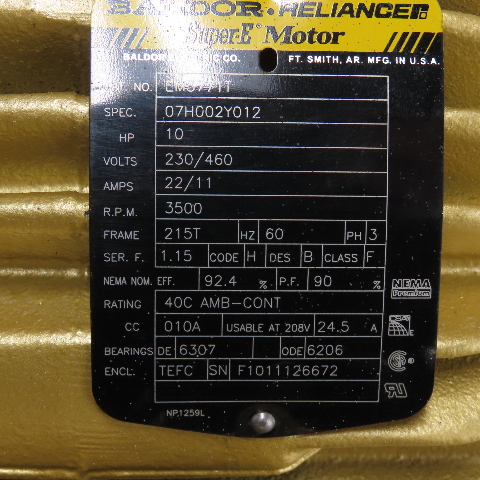 BALDOR · RELIANCER
Super-E Motor
BALDOR ELECTRIC CO. FT. SMITH, AR. MFG. IN U.S.A.
NO.
SPEC. 07H002Y012
HP 10
VOLTS 230/460
AMPS 22/11
R.P.M. 3500
FRAME 215T HZ 60 PH 3
SER. F. 1.15 CODE H DES B CLASS F
NEMA NOM. EFF. 92.4 % P.F. 90 %
RATING 40C AMB-CONT
CC 010A USABLE AT 208V 24.5 A
BEARINGS DE 6307 ODE 6206
ENCL. TEFC SN F1011126672
NEMA
Premium
NP1259L